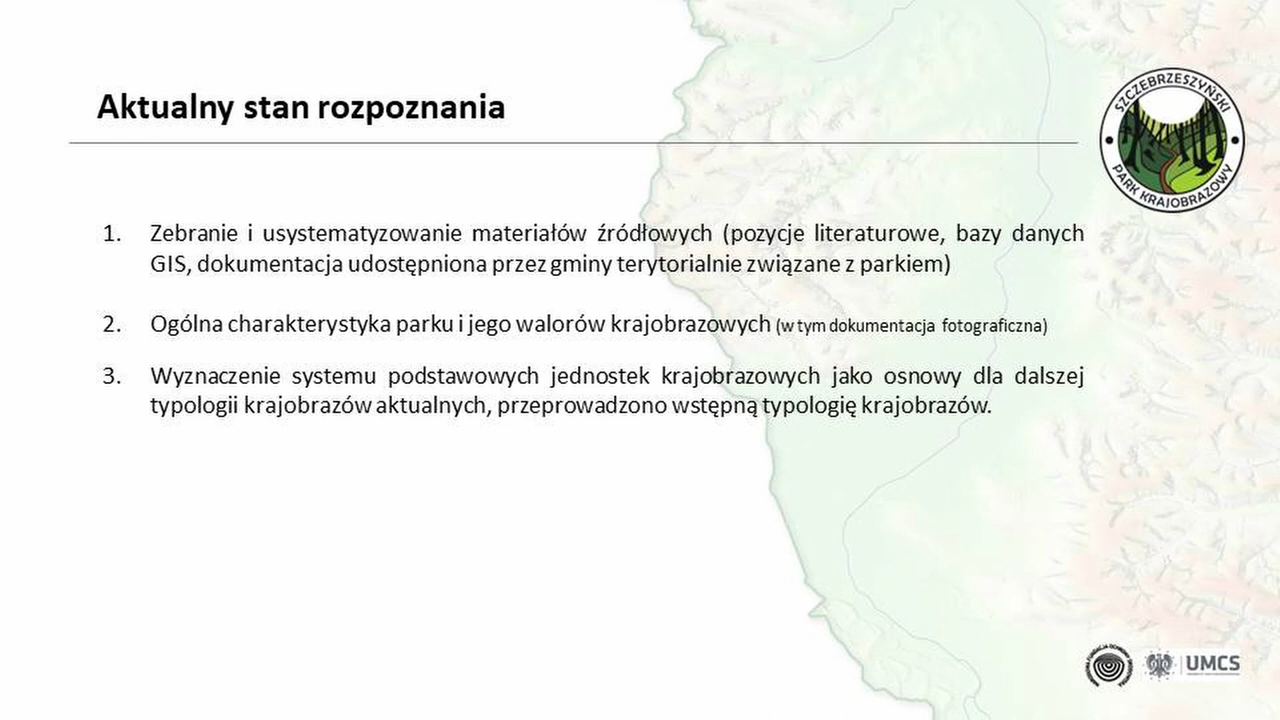 Aktualny stan rozpoznania
SZCZEBRZESZYŃSKI
PARK KRAJOBRAZOWY
1. Zebranie i usystematyzowanie materiałów źródłowych (pozycje literaturowe, bazy danych
GIS, dokumentacja udostępniona przez gminy terytorialnie związane z parkiem)
2. Ogólna charakterystyka parku i jego walorów krajobrazowych (w tym dokumentacja fotograficzna)
3. Wyznaczenie systemu podstawowych jednostek krajobrazowych jako osnowy dla dalszej
typologii krajobrazów aktualnych, przeprowadzono wstępną typologię krajobrazów.
UMCS